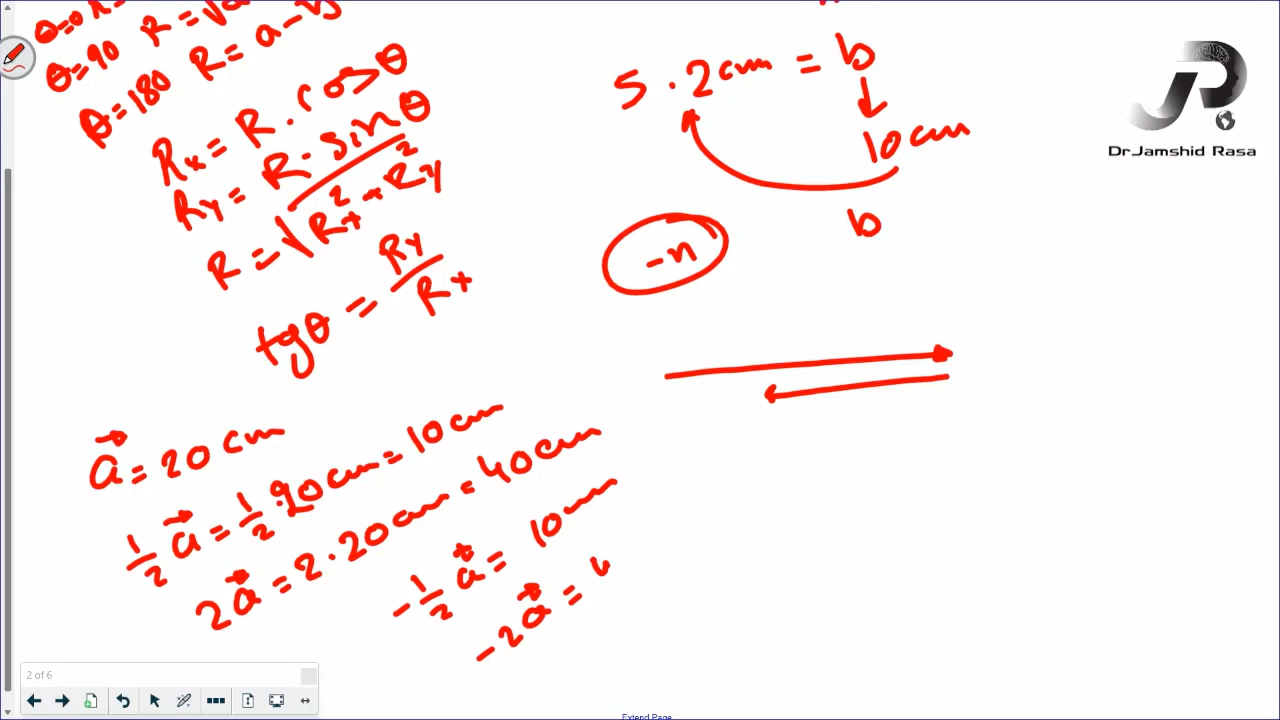 θ=90 R=√
θ=180 R=a-b
Rx=R.cosθ
Ry=R.sinθ
R=√Rx²+Ry²
tgθ=Ry/Rx
5.2cm=b
10cm
b
-n
a⃗=20cm
1/2 a⃗=1/2.20cm=10cm
2a⃗=2.20cm=40cm
-1/2 a⃗=10cm
-2a⃗=
DrJamshid Rasa
2 of 6
Extend Page